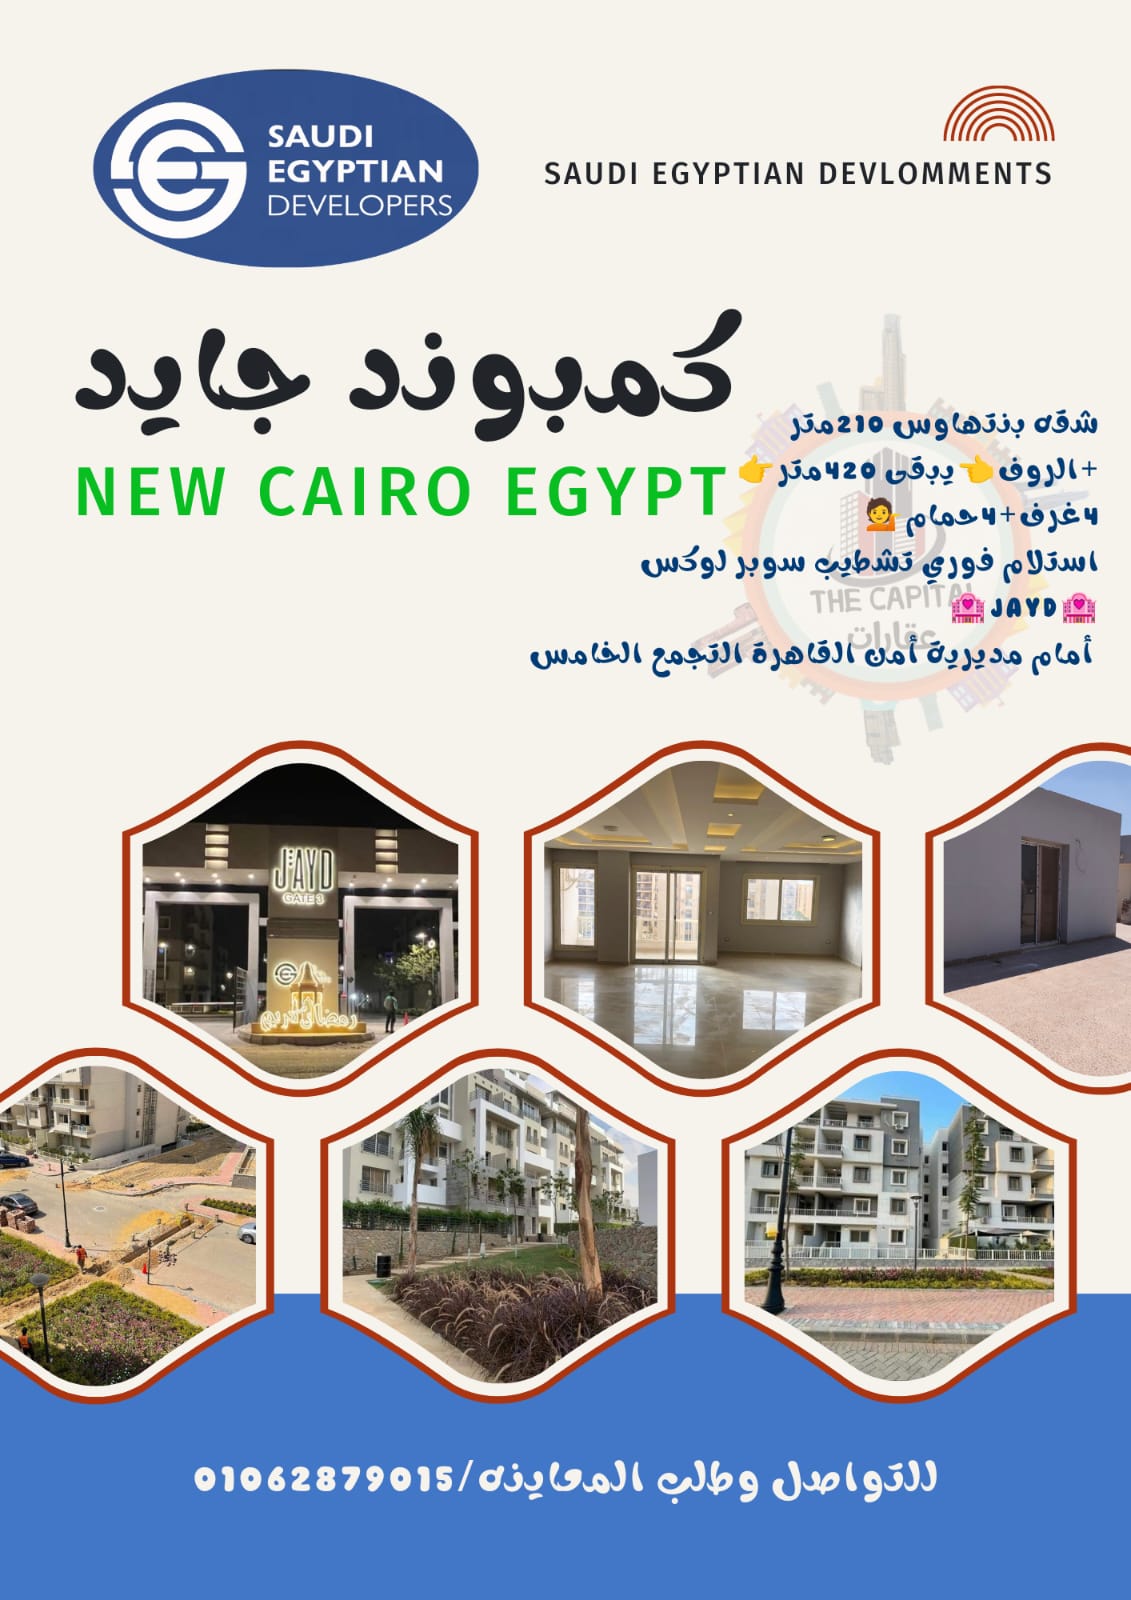 SAUDI
EGYPTIAN
DEVELOPERS
SAUDI EGYPTIAN DEVLOMMENTS
كمبوند جايد
NEW CAIRO EGYPT
شقه بنتهاوس 210متر
+الروف👈يبقى 420متر👉
4غرف+4حمام 💁
استلام فوري تشطيب سوبر لوكس
🏩JAYD🏩
أمام مديرية أمن القاهرة التجمع الخامس
THE CAPITAL
عقارات
JAYD
GATE 3
رمضان كريم
للتواصل وطلب المعاينه/01062879015